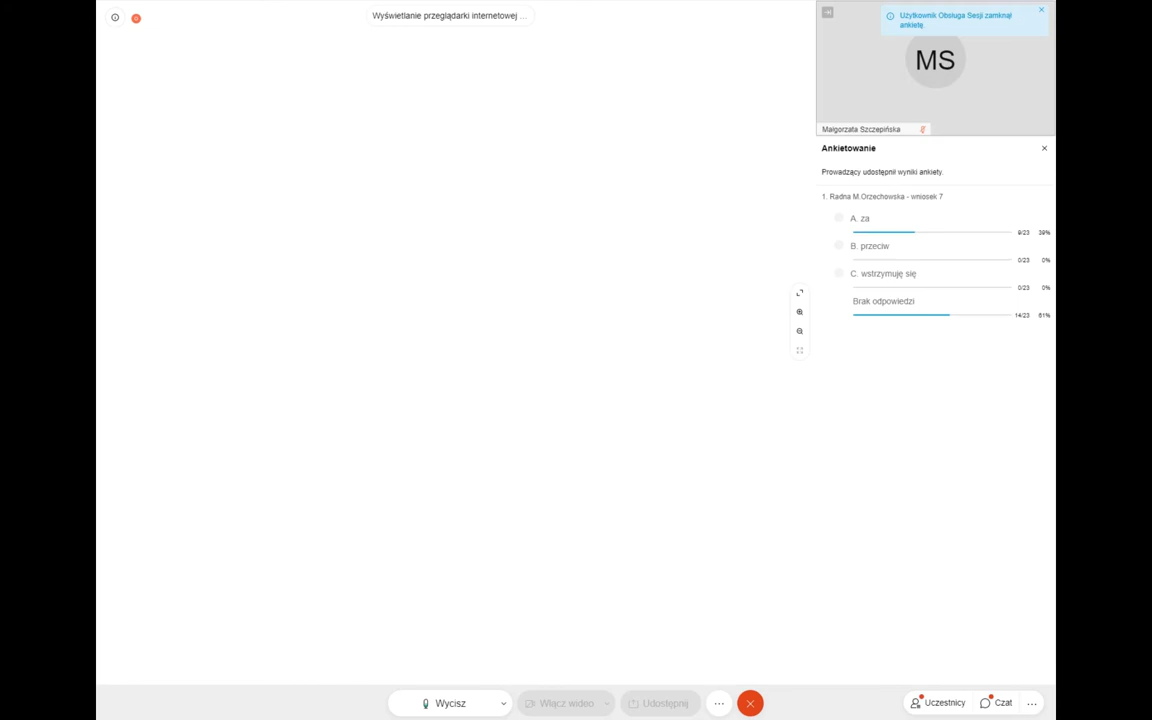 Wyświetlanie przeglądarki internetowej ...
Użytkownik Obsługa Sesji zamknął
ankietę.
MS
Małgorzata Szczepińska
Ankietowanie
Prowadzący udostępnił wyniki ankiety.
1. Radna M.Orzechowska - wniosek 7
A. za
9/23 39%
B. przeciw
0/23 0%
C. wstrzymuję się
0/23 0%
Brak odpowiedzi
14/23 61%
Wycisz
Włącz wideo
Udostępnij
Uczestnicy
Czat